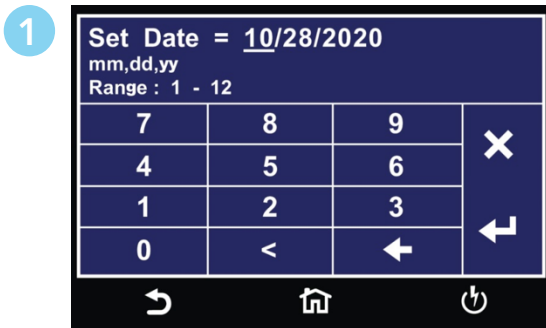 1
Set Date = 10/28/2020
mm,dd,yy
Range : 1 - 12
7 8 9
4 5 6
1 2 3
0 <